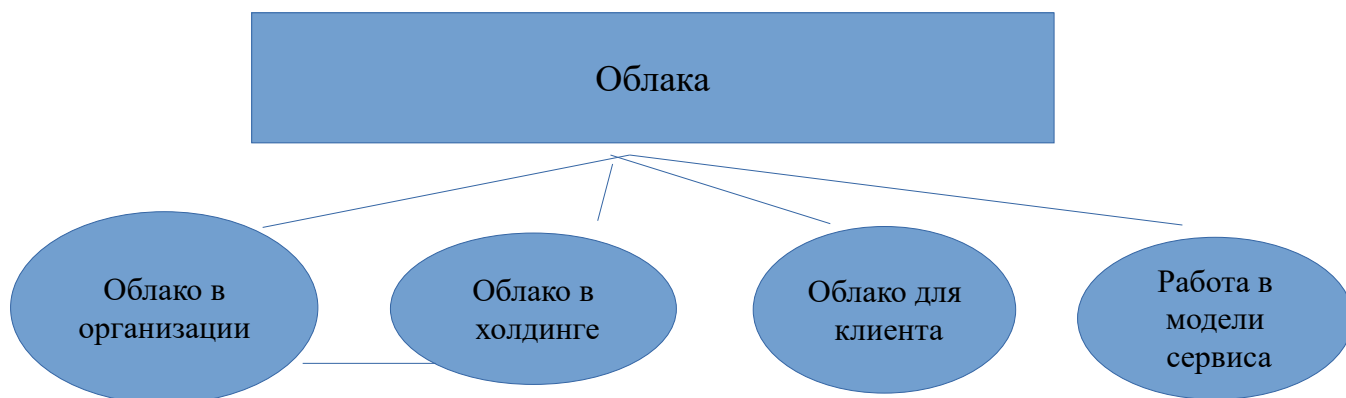 Облака
Облако в
организации
Облако в
холдинге
Облако для
клиента
Работа в
модели
сервиса